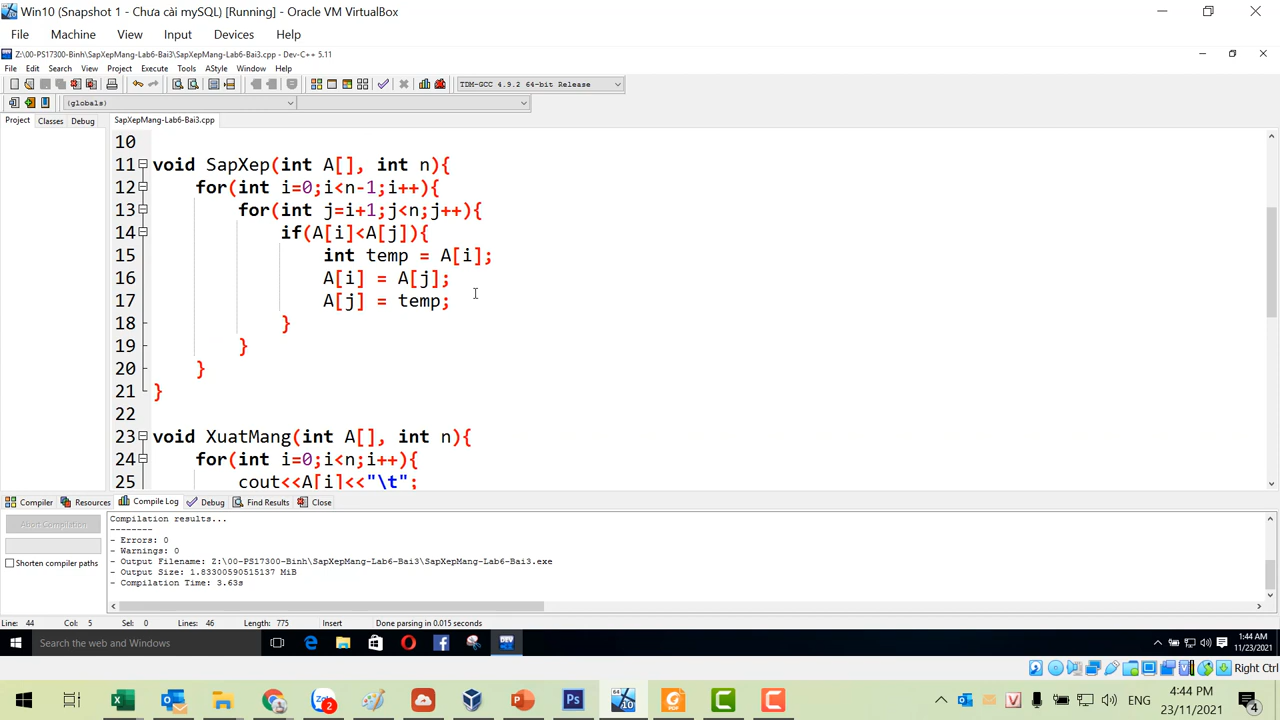 Win10 (Snapshot 1 - Chưa cài mySQL) [Running] - Oracle VM VirtualBox
File Machine View Input Devices Help
Z:\00-PS17300-Binh\SapXepMang-Lab6-Bai3\SapXepMang-Lab6-Bai3.cpp - Dev-C++ 5.11
File Edit Search View Project Execute Tools AStyle Window Help
TDM-GCC 4.9.2 64-bit Release
(globals)
Project Classes Debug SapXepMang-Lab6-Bai3.cpp
10
11 void SapXep(int A[], int n){
12 for(int i=0;i<n-1;i++){
13 for(int j=i+1;j<n;j++){
14 if(A[i]<A[j]){
15 int temp = A[i];
16 A[i] = A[j];
17 A[j] = temp;
18 }
19 }
20 }
21 }
22
23 void XuatMang(int A[], int n){
24 for(int i=0;i<n;i++){
25 cout<<A[i]<<"\t";
Compiler Resources Compile Log Debug Find Results Close
Abort Compilation
Shorten compiler paths
Compilation results...
--------
- Errors: 0
- Warnings: 0
- Output Filename: Z:\00-PS17300-Binh\SapXepMang-Lab6-Bai3\SapXepMang-Lab6-Bai3.exe
- Output Size: 1.83300590515137 MiB
- Compilation Time: 3.63s
Line: 44 Col: 5 Sel: 0 Lines: 46 Length: 775 Insert Done parsing in 0.015 seconds
Search the web and Windows
DEV
1:44 AM
11/23/2021
Right Ctrl
ENG
4:44 PM
23/11/2021